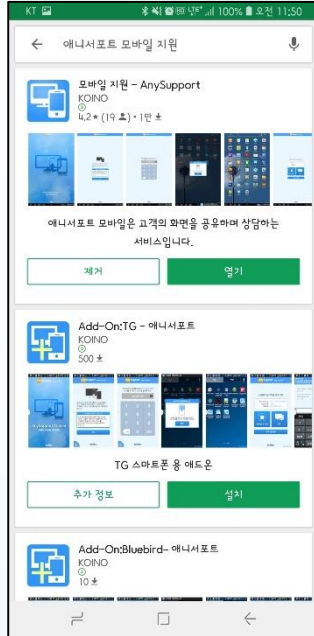 KT 100% 오전 11:50
애니서포트 모바일 지원
모바일 지원 – AnySupport
KOINO
4.2★ (19 ) • 1만
애니서포트 모바일은 고객의 화면을 공유하며 상담하는
서비스입니다.
제거 열기
Add-On:TG – 애니서포트
KOINO
500
TG 스마트폰 용 애드온
추가 정보 설치
Add-On:Bluebird– 애니서포트
KOINO
10